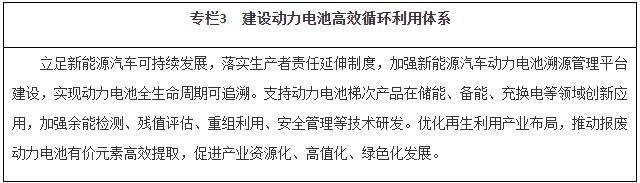 专栏3 建设动力电池高效循环利用体系
立足新能源汽车可持续发展，落实生产者责任延伸制度，加强新能源汽车动力电池溯源管理平台
建设，实现动力电池全生命周期可追溯。支持动力电池梯次产品在储能、备能、充换电等领域创新应
用，加强余能检测、残值评估、重组利用、安全管理等技术研发。优化再生利用产业布局，推动报废
动力电池有价元素高效提取，促进产业资源化、高值化、绿色化发展。